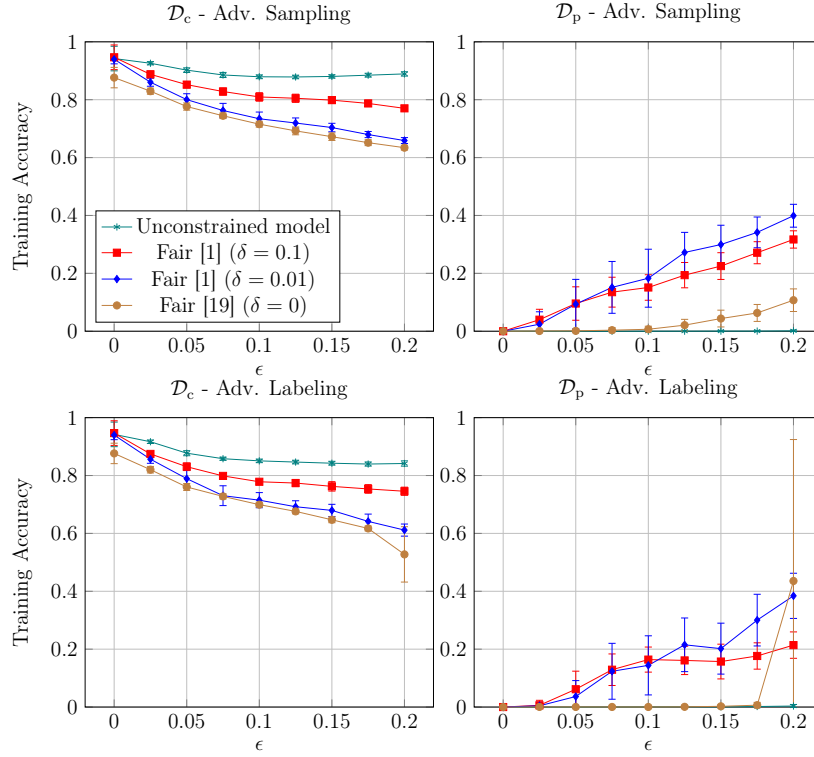 𝒟c - Adv. Sampling
𝒟p - Adv. Sampling
Training Accuracy
1
0.8
0.6
0.4
0.2
0
Unconstrained model
Fair [1] (δ = 0.1)
Fair [1] (δ = 0.01)
Fair [19] (δ = 0)
0 0.05 0.1 0.15 0.2
ϵ
1
0.8
0.6
0.4
0.2
0
0 0.05 0.1 0.15 0.2
ϵ
𝒟c - Adv. Labeling
𝒟p - Adv. Labeling
Training Accuracy
1
0.8
0.6
0.4
0.2
0
0 0.05 0.1 0.15 0.2
ϵ
1
0.8
0.6
0.4
0.2
0
0 0.05 0.1 0.15 0.2
ϵ